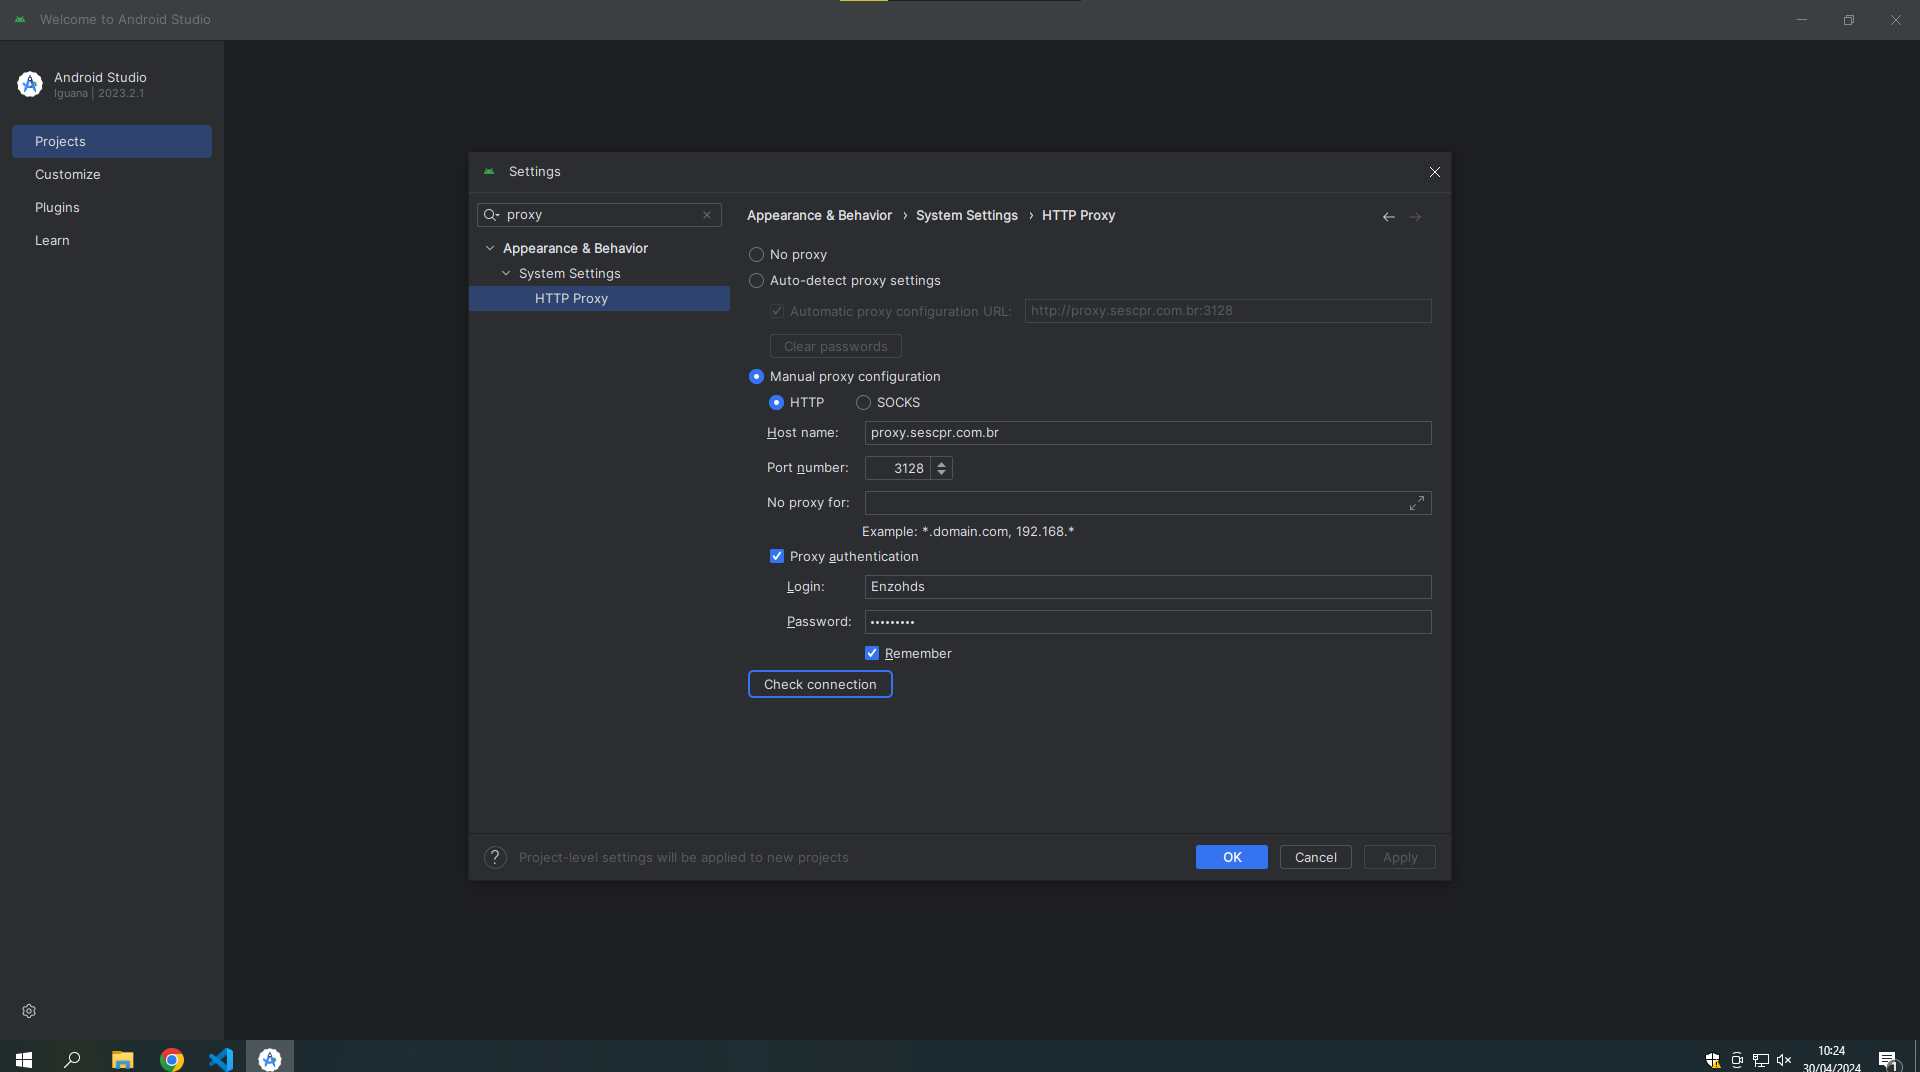 Welcome to Android Studio
Android Studio
Iguana | 2023.2.1
Projects
Customize
Plugins
Learn
Settings
proxy
Appearance & Behavior
System Settings
HTTP Proxy
Appearance & Behavior › System Settings › HTTP Proxy
No proxy
Auto-detect proxy settings
Automatic proxy configuration URL: http://proxy.sescpr.com.br:3128
Clear passwords
Manual proxy configuration
HTTP SOCKS
Host name: proxy.sescpr.com.br
Port number: 3128
No proxy for:
Example: *.domain.com, 192.168.*
Proxy authentication
Login: Enzohds
Password: •••••••••
Remember
Check connection
? Project-level settings will be applied to new projects
OK Cancel Apply
10:24
30/04/2024
1